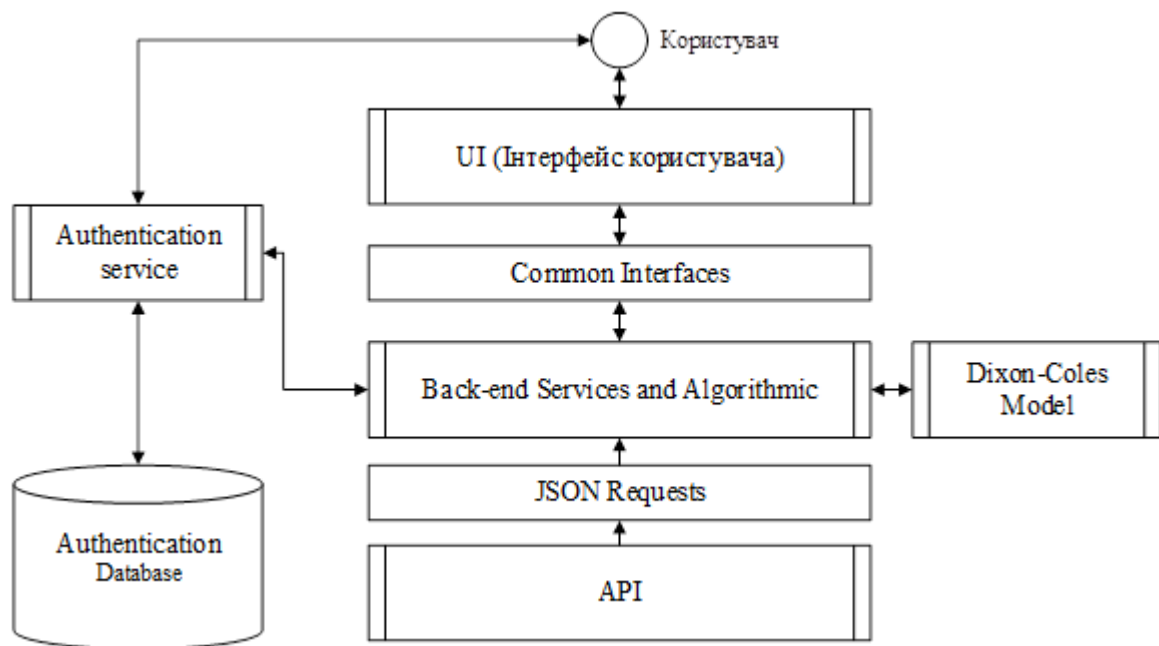 Користувач
UI (Інтерфейс користувача)
Authentication
service
Common Interfaces
Back-end Services and Algorithmic
Dixon-Coles
Model
JSON Requests
Authentication
Database
API